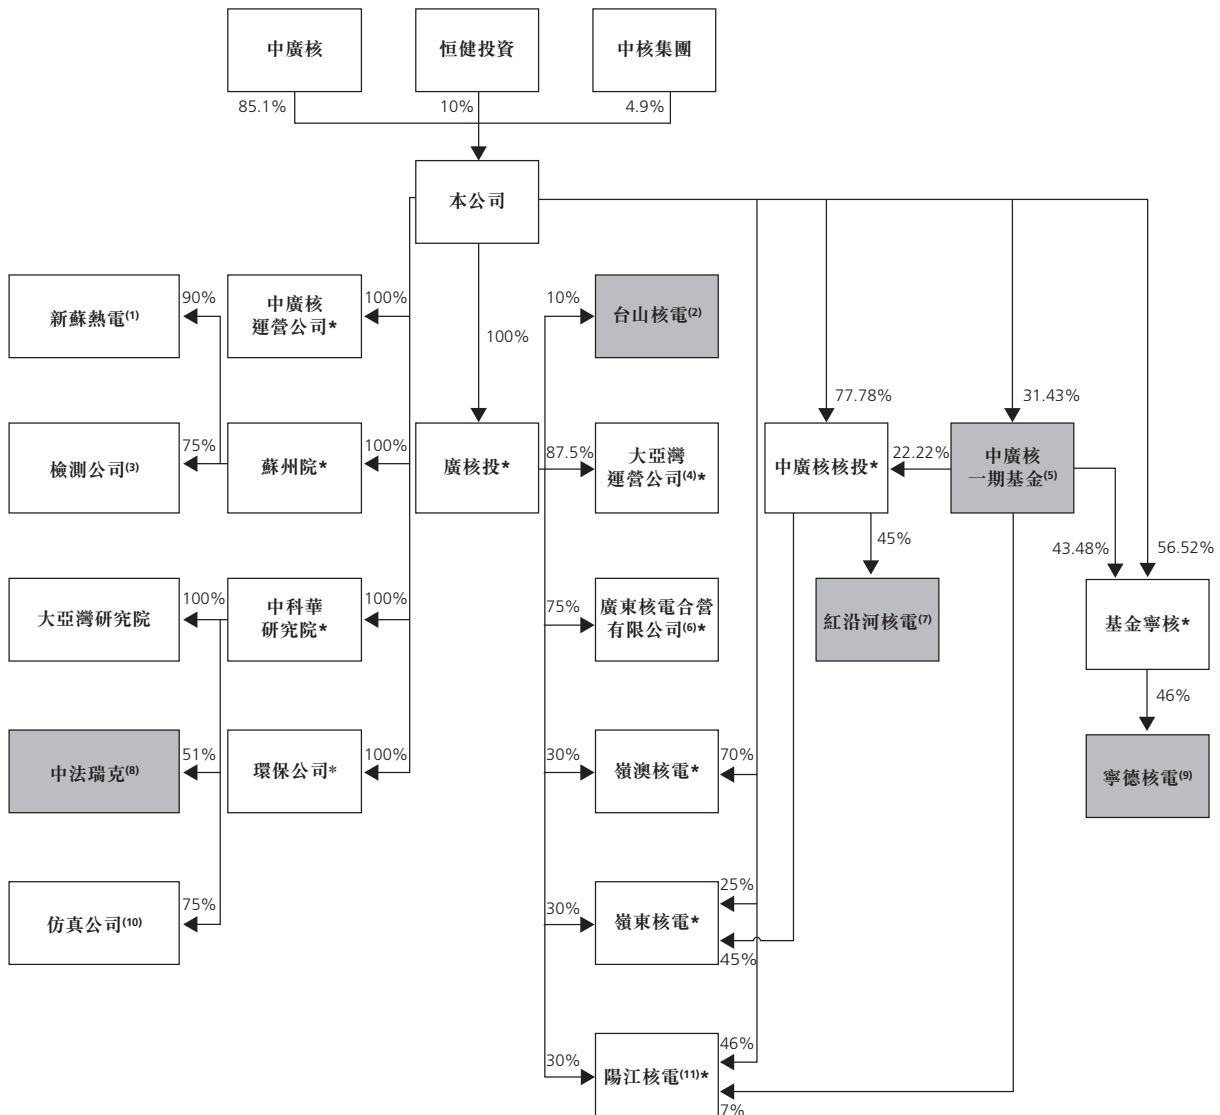 中廣核
恒健投資
中核集團
85.1%
10%
4.9%
本公司
新蘇熱電(1)
90%
中廣核
運營公司*
100%
100%
10%
台山核電(2)
77.78%
31.43%
檢測公司(3)
75%
蘇州院*
100%
廣核投*
87.5%
大亞灣
運營公司(4)*
中廣核核投*
22.22%
中廣核
一期基金(5)
45%
43.48%
56.52%
大亞灣研究院
100%
中科華
研究院*
100%
75%
廣東核電合營
有限公司(6)*
紅沿河核電(7)
基金寧核*
46%
中法瑞克(8)
51%
環保公司*
100%
30%
嶺澳核電*
70%
寧德核電(9)
仿真公司(10)
75%
30%
嶺東核電*
25%
45%
30%
陽江核電(11)*
46%
7%